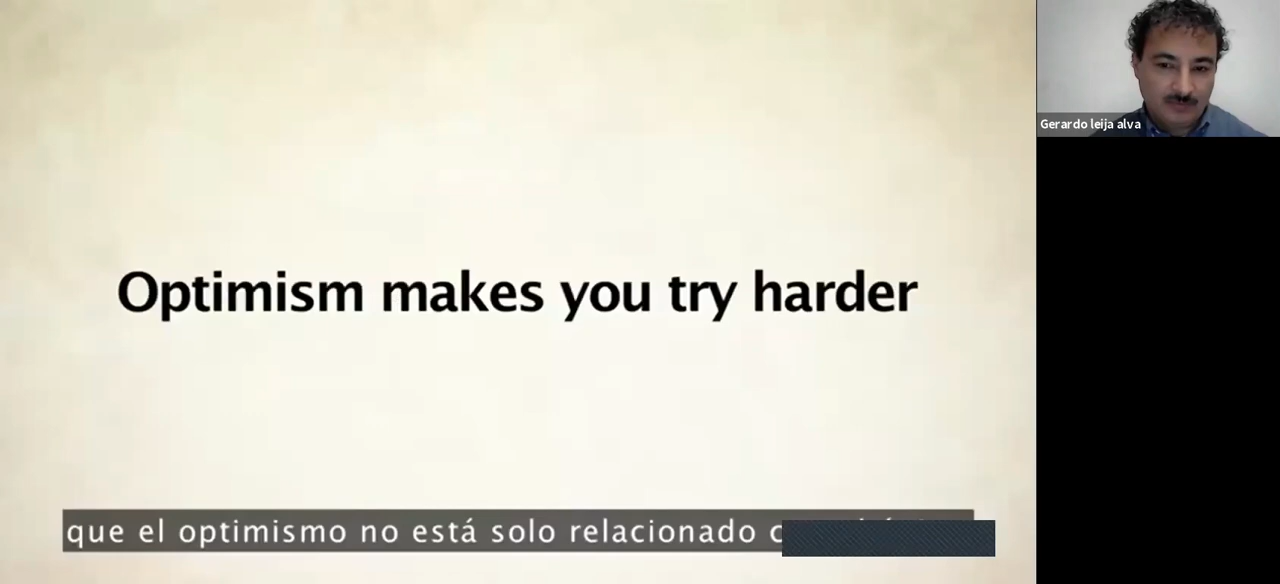 Optimism makes you try harder
Gerardo leija alva
que el optimismo no está solo relacionado